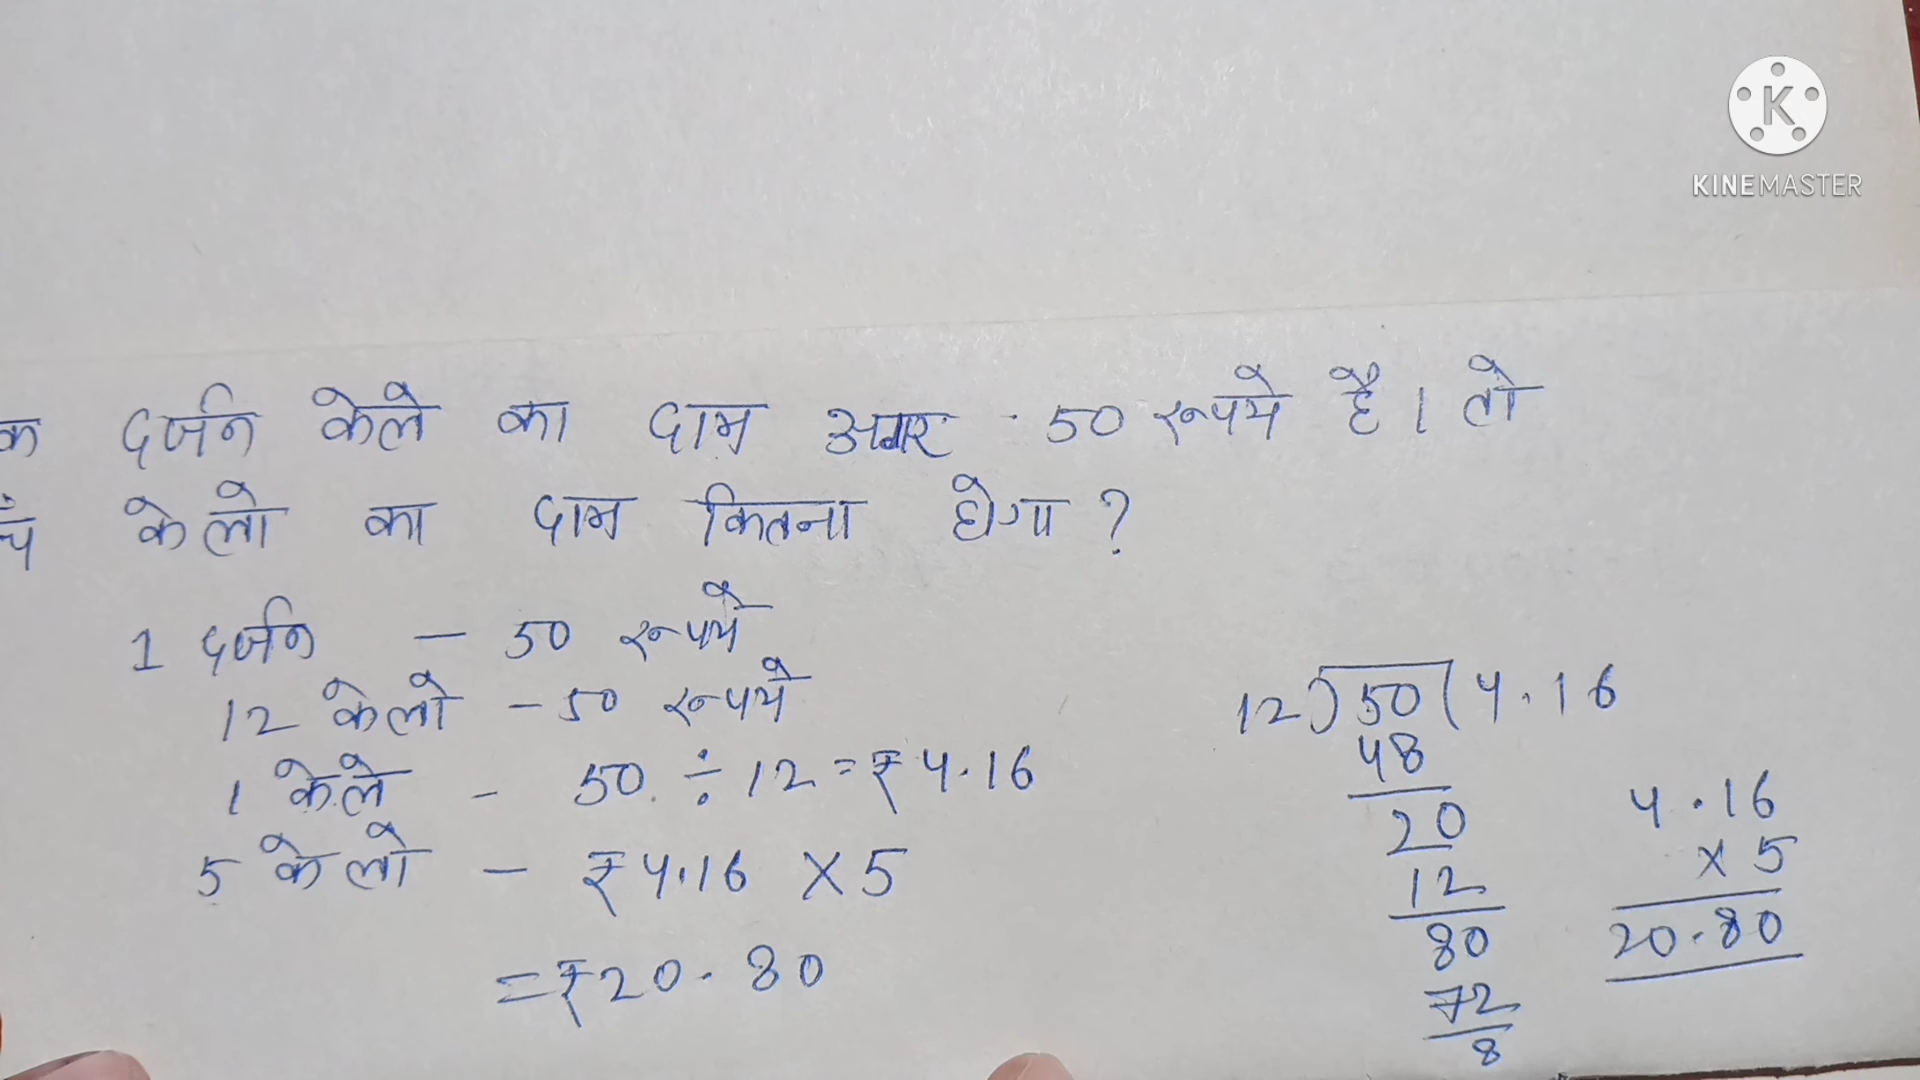 क दर्जन केले का दाम अगर 50 रूपये है । तो
ँच केलो का दाम कितना होगा ?
1 दर्जन - 50 रूपये
12 केलो - 50 रूपये
1 केले - 50 ÷ 12 = ₹4.16
5 केलो - ₹4.16 X 5
= ₹20.80
12)50(4.16
48
20
12
80
72
8
4.16
x 5
20.80
KINEMASTER